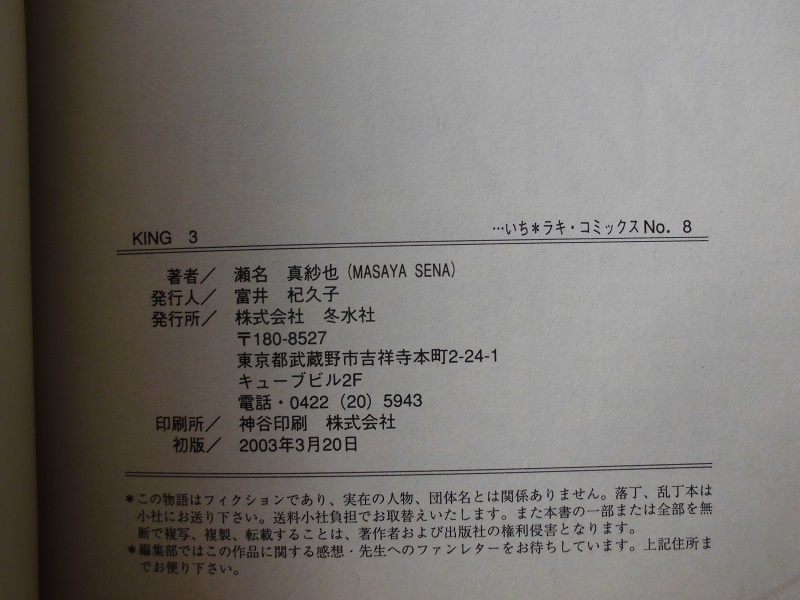 KING 3
…いち＊ラキ・コミックスNo. 8
著者／ 瀬名 真紗也(MASAYA SENA)
発行人／ 富井 杞久子
発行所／ 株式会社 冬水社
〒180-8527
東京都武蔵野市吉祥寺本町2-24-1
キューブビル2F
電話・0422（20）5943
印刷所／ 神谷印刷 株式会社
初版／ 2003年3月20日
＊この物語はフィクションであり、実在の人物、団体名とは関係ありません。落丁、乱丁本は
小社にお送り下さい。送料小社負担でお取替えいたします。また本書の一部または全部を無
断で複写、複製、転載することは、著作者および出版社の権利侵害となります。
＊編集部ではこの作品に関する感想・先生へのファンレターをお待ちしています。上記住所ま
でお便り下さい。